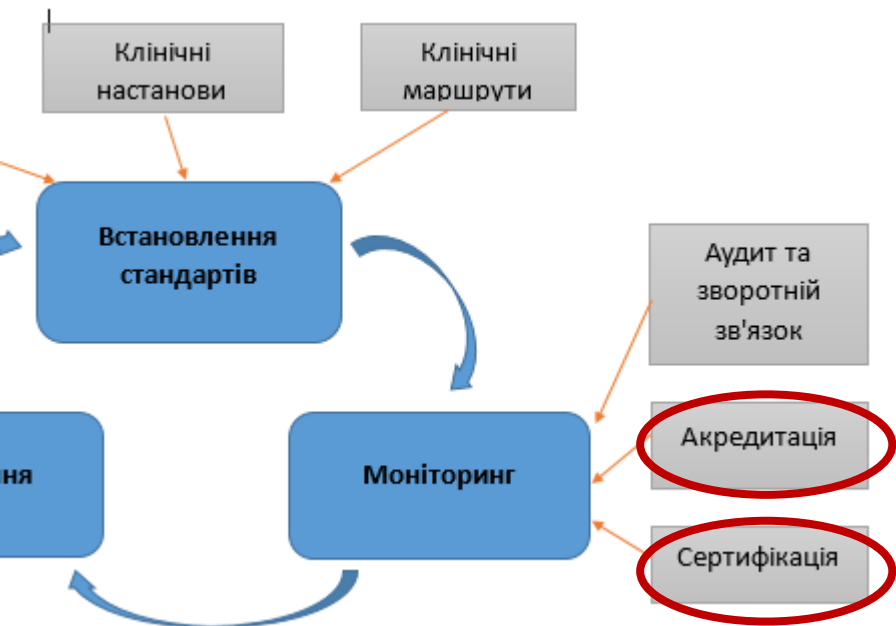 Клінічні
настанови
Клінічні
маршрути
Встановлення
стандартів
Аудит та
зворотній
зв'язок
Акредитація
Моніторинг
Сертифікація